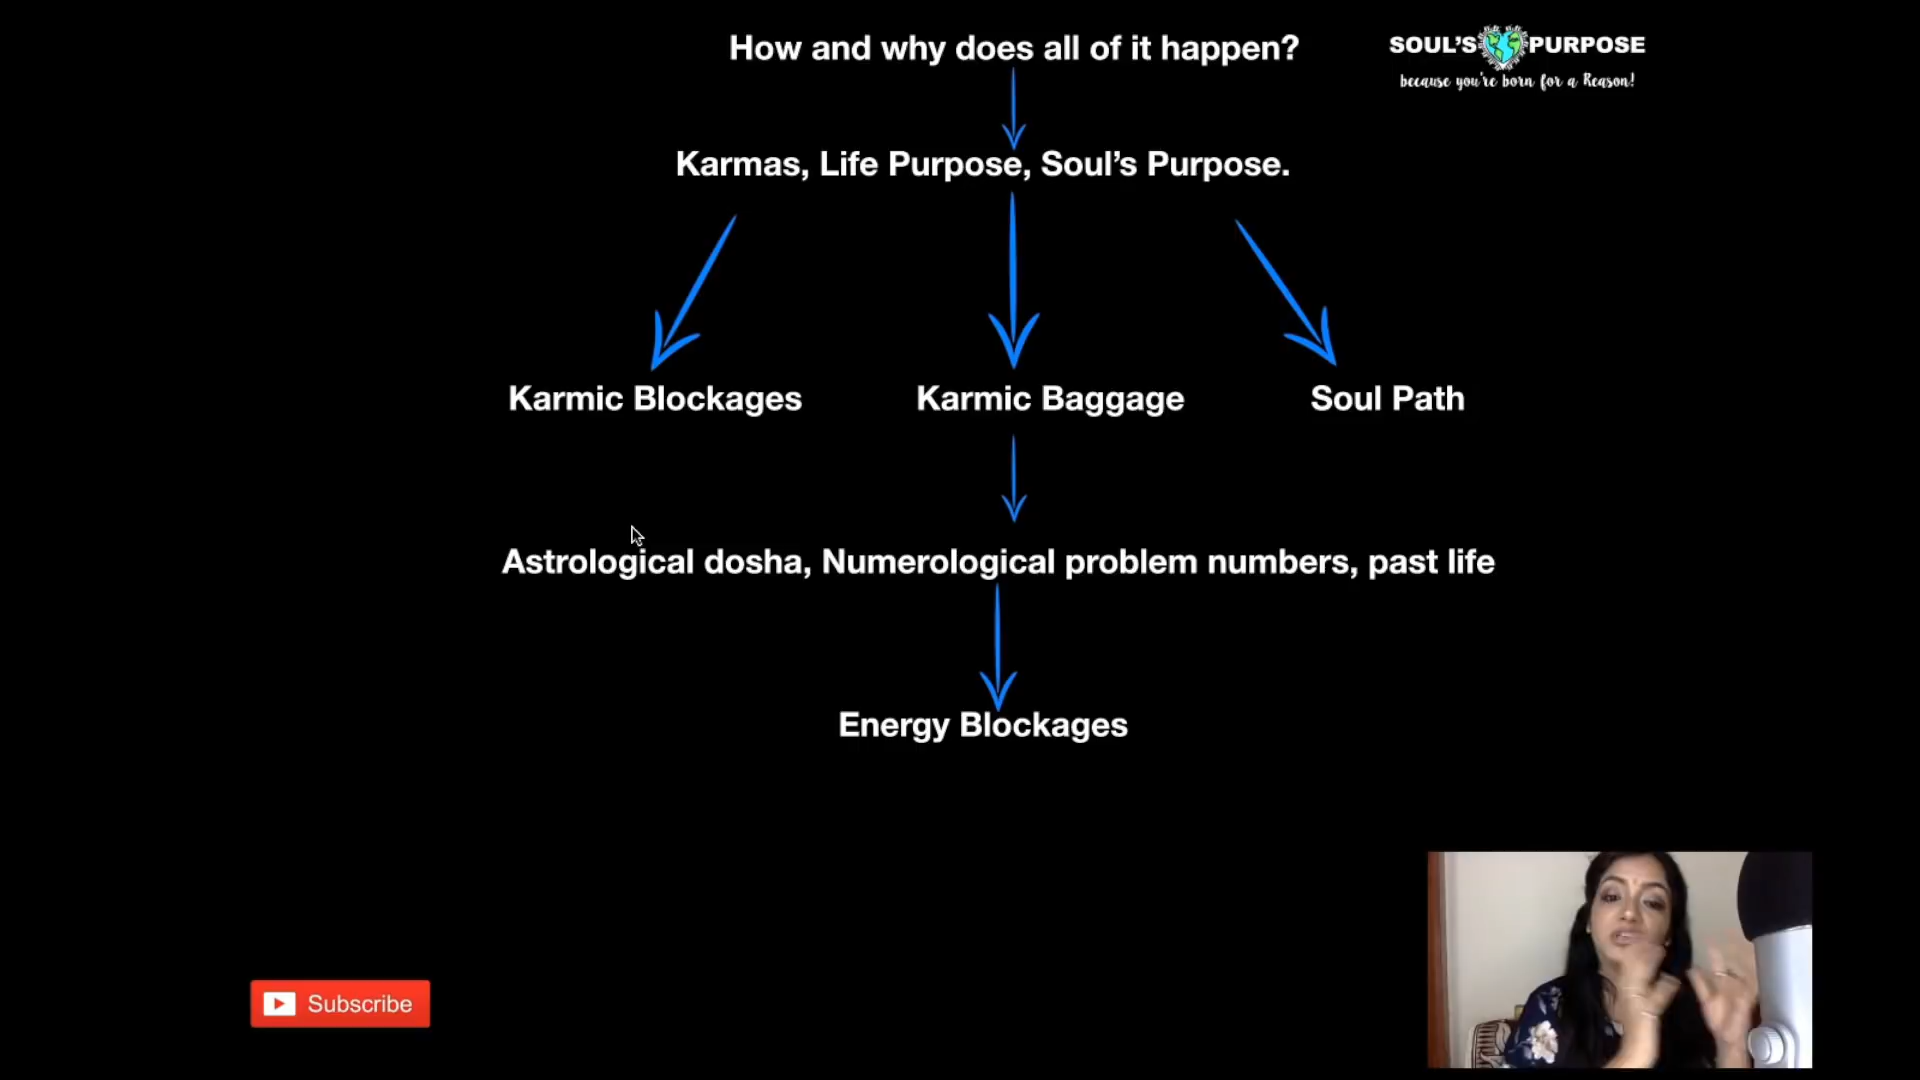 How and why does all of it happen?
SOUL'S PURPOSE
because you're born for a Reason!
Karmas, Life Purpose, Soul’s Purpose.
Karmic Blockages
Karmic Baggage
Soul Path
Astrological dosha, Numerological problem numbers, past life
Energy Blockages
Subscribe